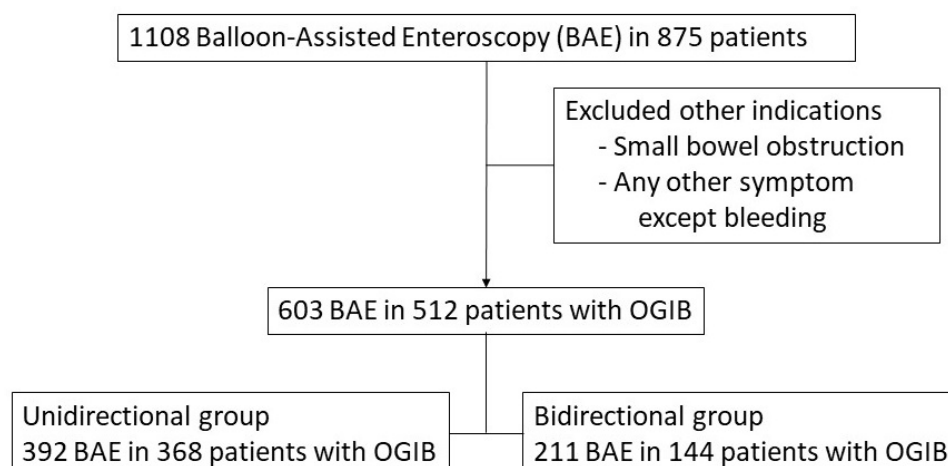 1108 Balloon-Assisted Enteroscopy (BAE) in 875 patients
Excluded other indications
- Small bowel obstruction
- Any other symptom
except bleeding
603 BAE in 512 patients with OGIB
Unidirectional group
392 BAE in 368 patients with OGIB
Bidirectional group
211 BAE in 144 patients with OGIB